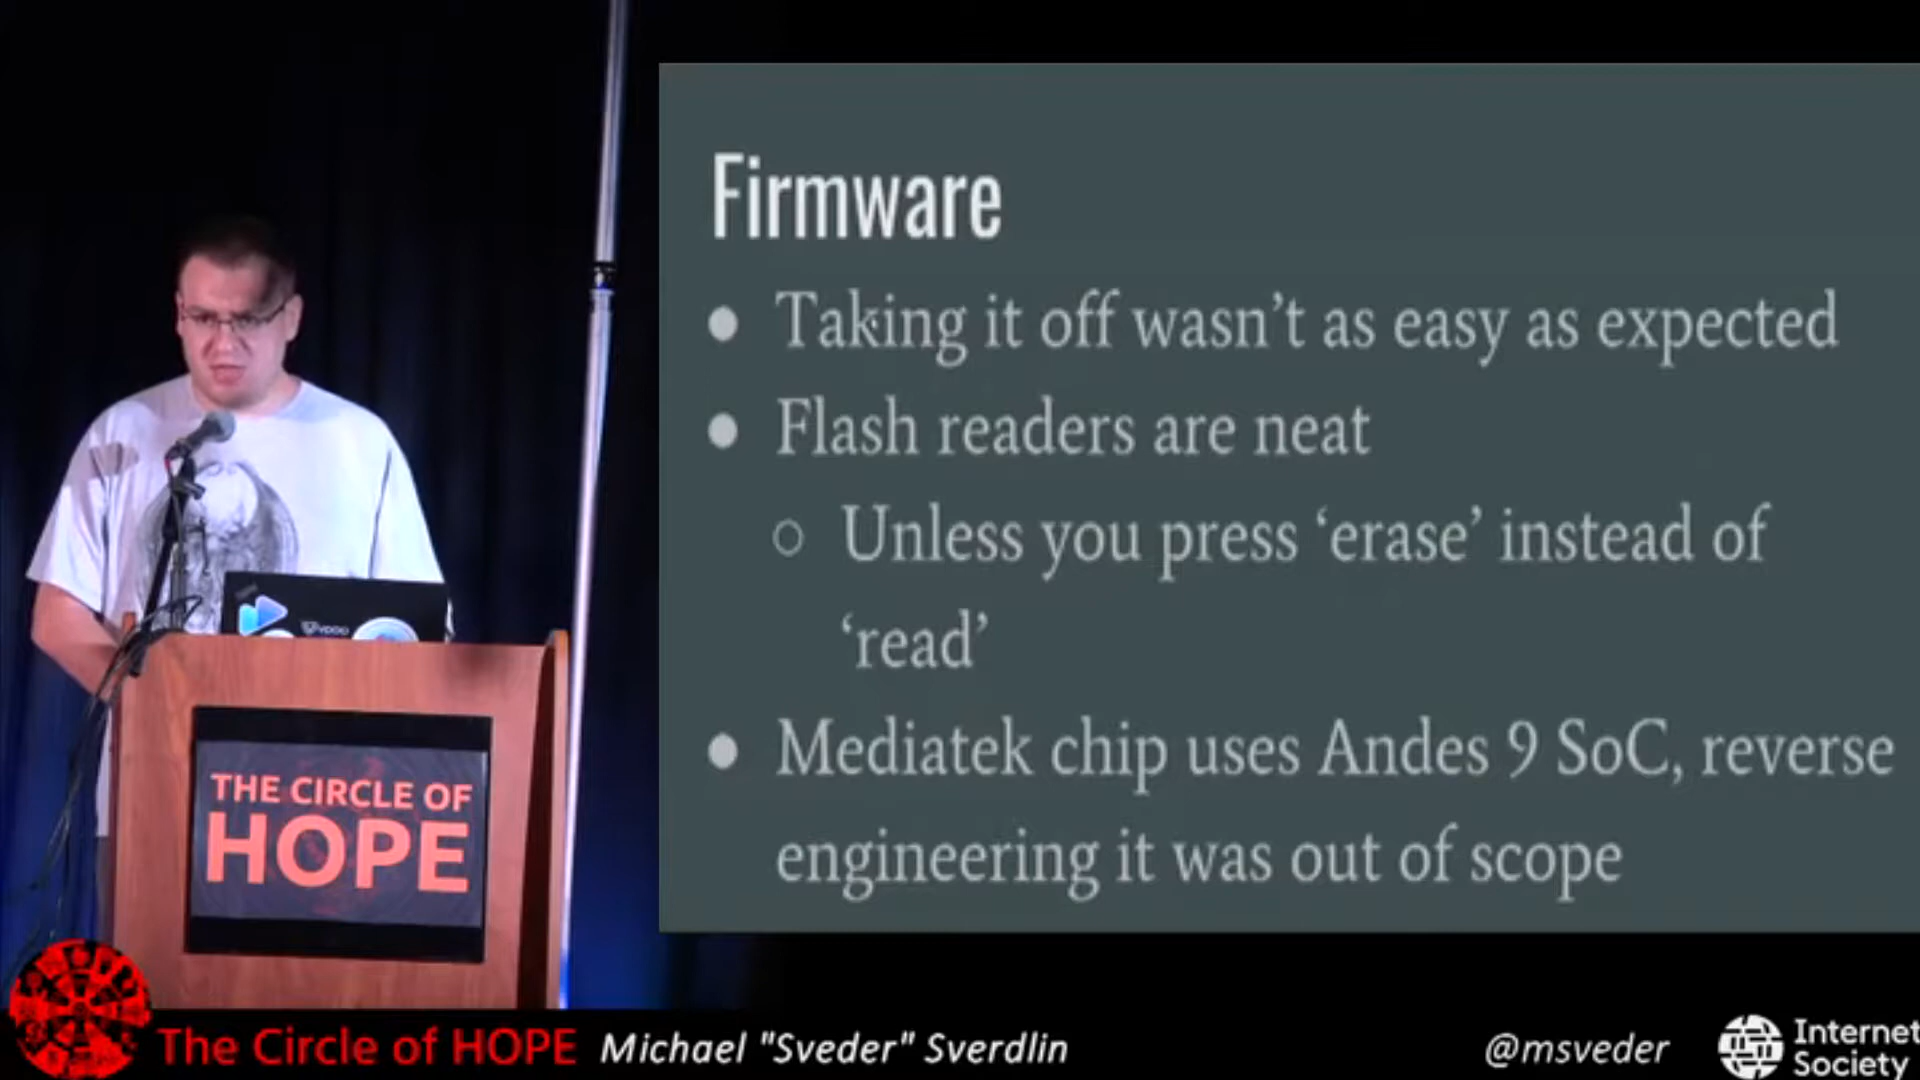 Firmware
● Taking it off wasn’t as easy as expected
● Flash readers are neat
○ Unless you press ‘erase’ instead of
‘read’
● Mediatek chip uses Andes 9 SoC, reverse
engineering it was out of scope
THE CIRCLE OF
HOPE
The Circle of HOPE Michael "Sveder" Sverdlin @msveder
Internet
Society